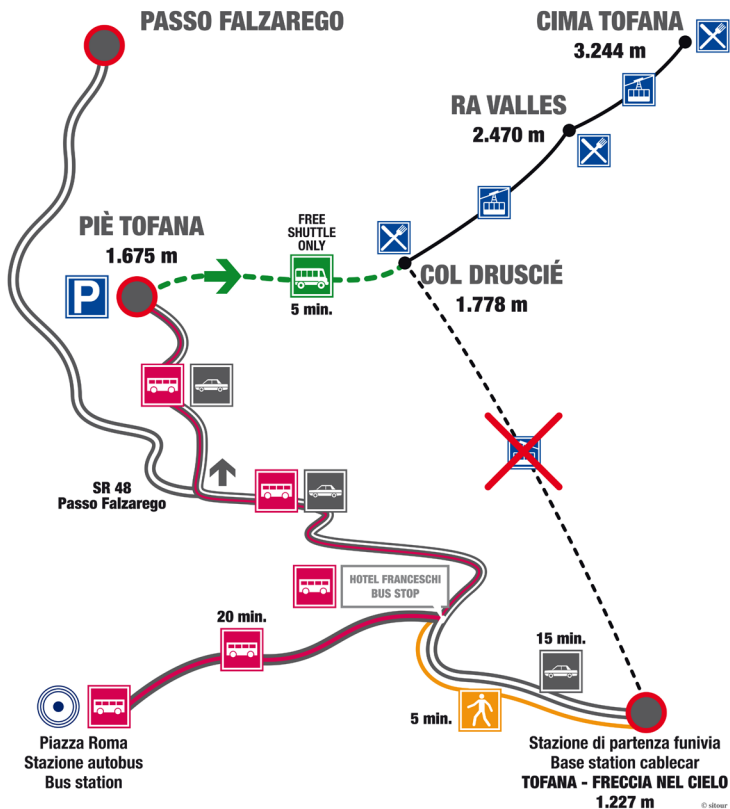 PASSO FALZAREGO
CIMA TOFANA
3.244 m
RA VALLES
2.470 m
PIÈ TOFANA
1.675 m
FREE
SHUTTLE
ONLY
5 min.
P
COL DRUSCIÉ
1.778 m
SR 48
Passo Falzarego
HOTEL FRANCESCHI
BUS STOP
20 min.
15 min.
5 min.
Piazza Roma
Stazione autobus
Bus station
Stazione di partenza funivia
Base station cablecar
TOFANA - FRECCIA NEL CIELO
1.227 m
© sitour